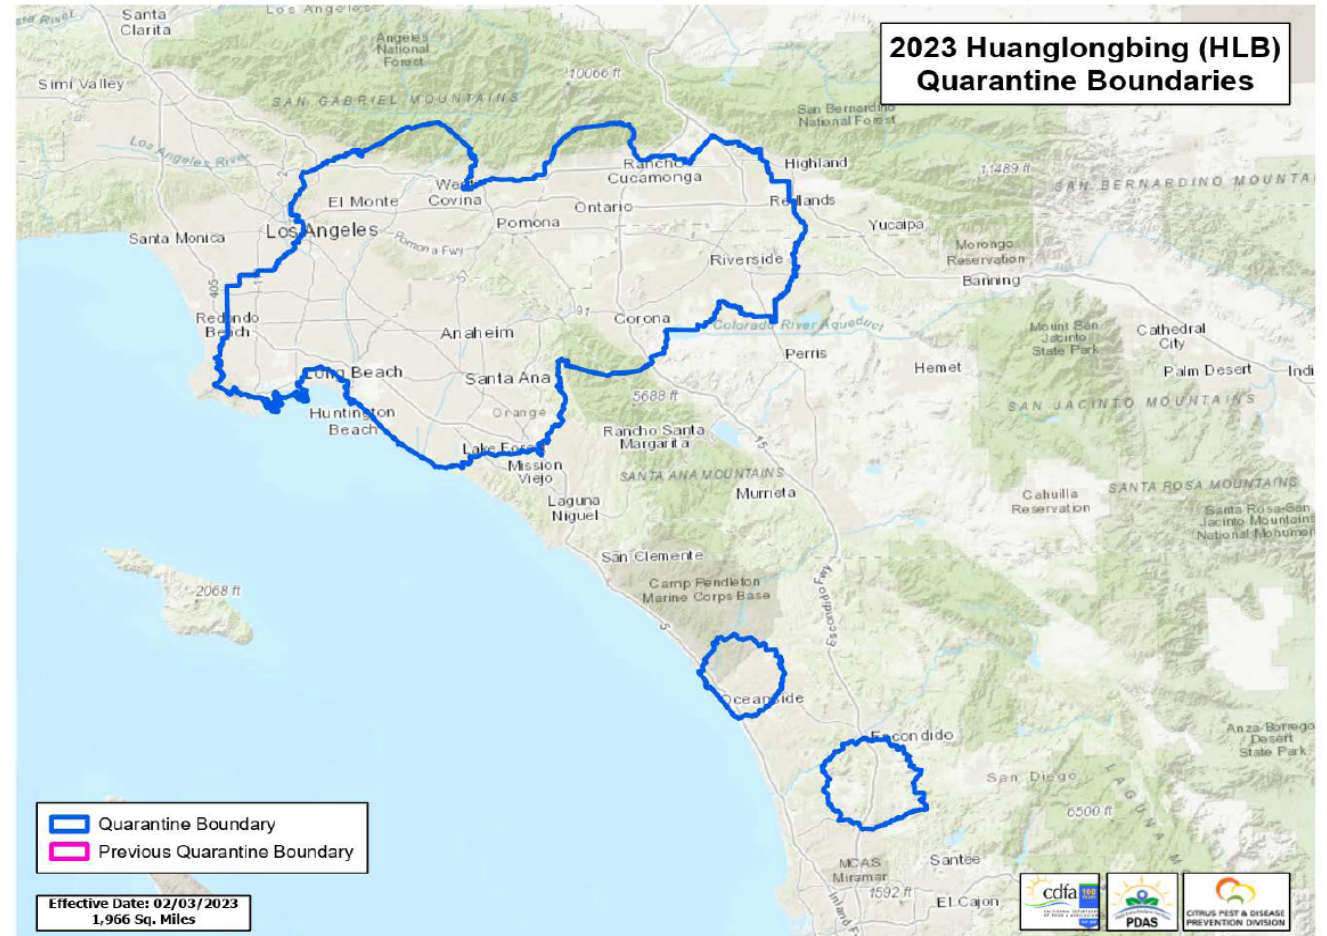 2023 Huanglongbing (HLB)
Quarantine Boundaries
Los Angeles
Santa
Clarita
Angeles
National
Forest
10066 ft
Simi Valley
SAN GABRIEL MOUNTAINS
San Bernardino
National Forest
Los Angeles River
Rancho
Cucamonga
Highland
11489 ft
SAN BERNARDINO MOUNTA
West
Covina
El Monte
Ontario
Redlands
Pomona
Yucaipa
Santa Monica
Los Angeles
Pomona Fwy
Morongo
Reservation
Riverside
Banning
405
Redondo
Beach
91
Corona
Colorado River Aqueduct
Anaheim
Mount San
Jacinto
State Park
Cathedral
City
Perris
Hemet
Palm Desert
Indi
Long Beach
Santa Ana
5688 ft
SAN JACINTO MOUNTAINS
Huntington
Beach
Orange
Rancho Santa
Margarita
15
Lake Forest
Mission
Viejo
SANTA ANA MOUNTAINS
Murrieta
Cahuilla
Reservation
SANTA ROSA MOUNTAINS
Laguna
Niguel
Santa Rosa-San
Jacinto Mountains
National Monumen
San Clemente
Camp Pendleton
Marine Corps Base
2068 ft
Escondido Fwy
5
Oceanside
Escondido
Anza-Borrego
Desert
State Park
San Diego
LAGUNA M
6500 ft
Quarantine Boundary
Previous Quarantine Boundary
MCAS
Miramar
Santee
1592 ft
El Cajon
Inland F
Effective Date: 02/03/2023
1,966 Sq. Miles
cdfa
PDAS
CITRUS PEST & DISEASE
PREVENTION DIVISION